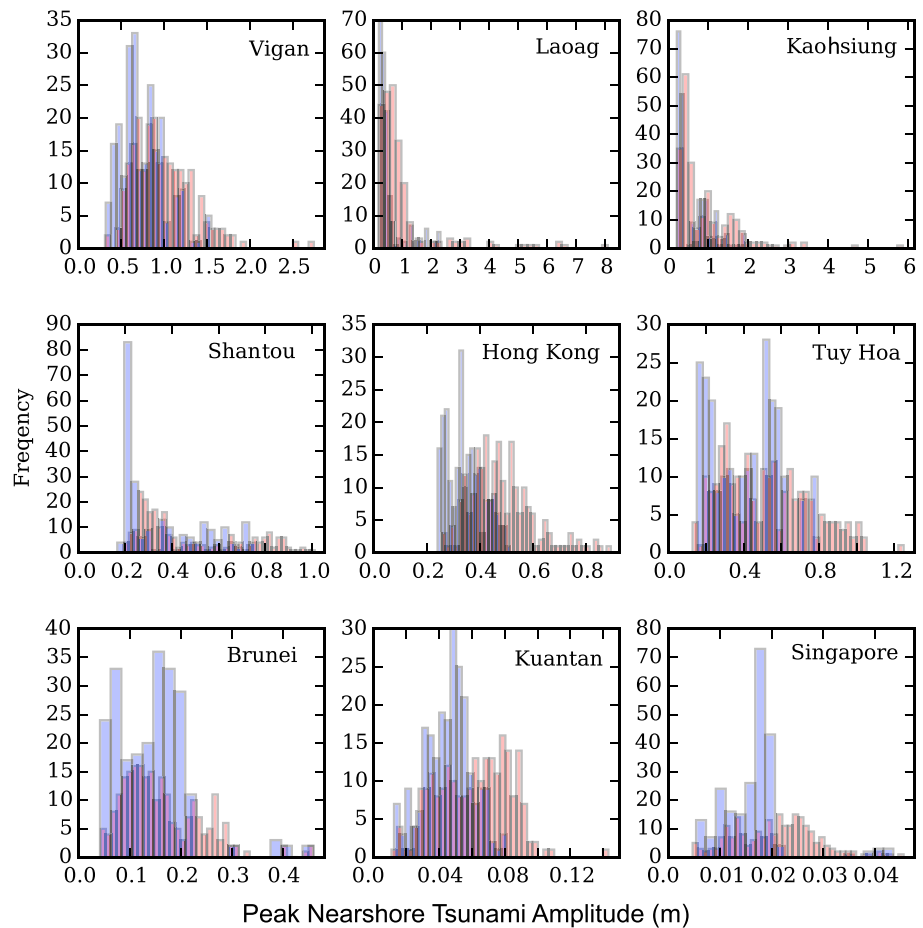 35 70 80
Vigan Laoag Kaohsiung
30 60 70
25 50 60
20 40 50
15 30 40
10 20 30
5 10 20
0 0 10
0
0.0 0.5 1.0 1.5 2.0 2.5 0 1 2 3 4 5 6 7 8 0 1 2 3 4 5 6
90 35 30
Shantou Hong Kong Tuy Hoa
80 30 25
70 25 20
60 20 15
50 15 10
40 10 5
30 5 0
20 0
10
0
Freqency
0.0 0.2 0.4 0.6 0.8 1.0 0.0 0.2 0.4 0.6 0.8 0.0 0.4 0.8 1.2
40 30 80
Brunei Kuantan Singapore
35 25 70
30 20 60
25 15 50
20 10 40
15 5 30
10 0 20
5 10
0 0
0.0 0.1 0.2 0.3 0.4 0.0 0.04 0.08 0.12 0.0 0.01 0.02 0.03 0.04
Peak Nearshore Tsunami Amplitude (m)